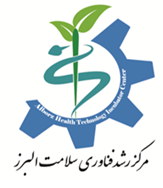 Alborz Health Technology Incubator Center
مرکز رشد فناوری سلامت البرز